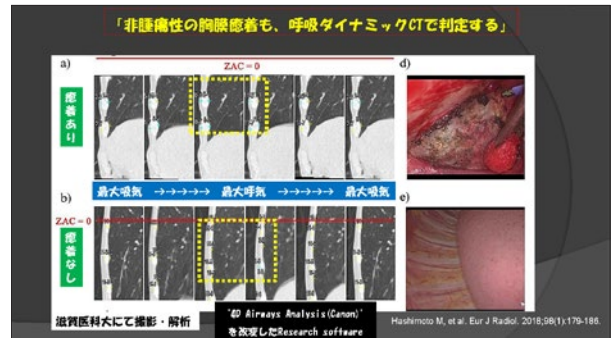 「非腫瘍性の胸膜癒着も、呼吸ダイナミックCTで判定する」
a)
ZAC = 0
d)
癒着あり
最大吸気 →→→→→ 最大呼気 →→→→→ 最大吸気
b)
e)
ZAC = 0
癒着なし
滋賀医科大にて撮影・解析
'4D Airways Analysis(Canon)'
を改変したResearch software
Hashimoto M, et al. Eur J Radiol. 2018;98(1):179-186.